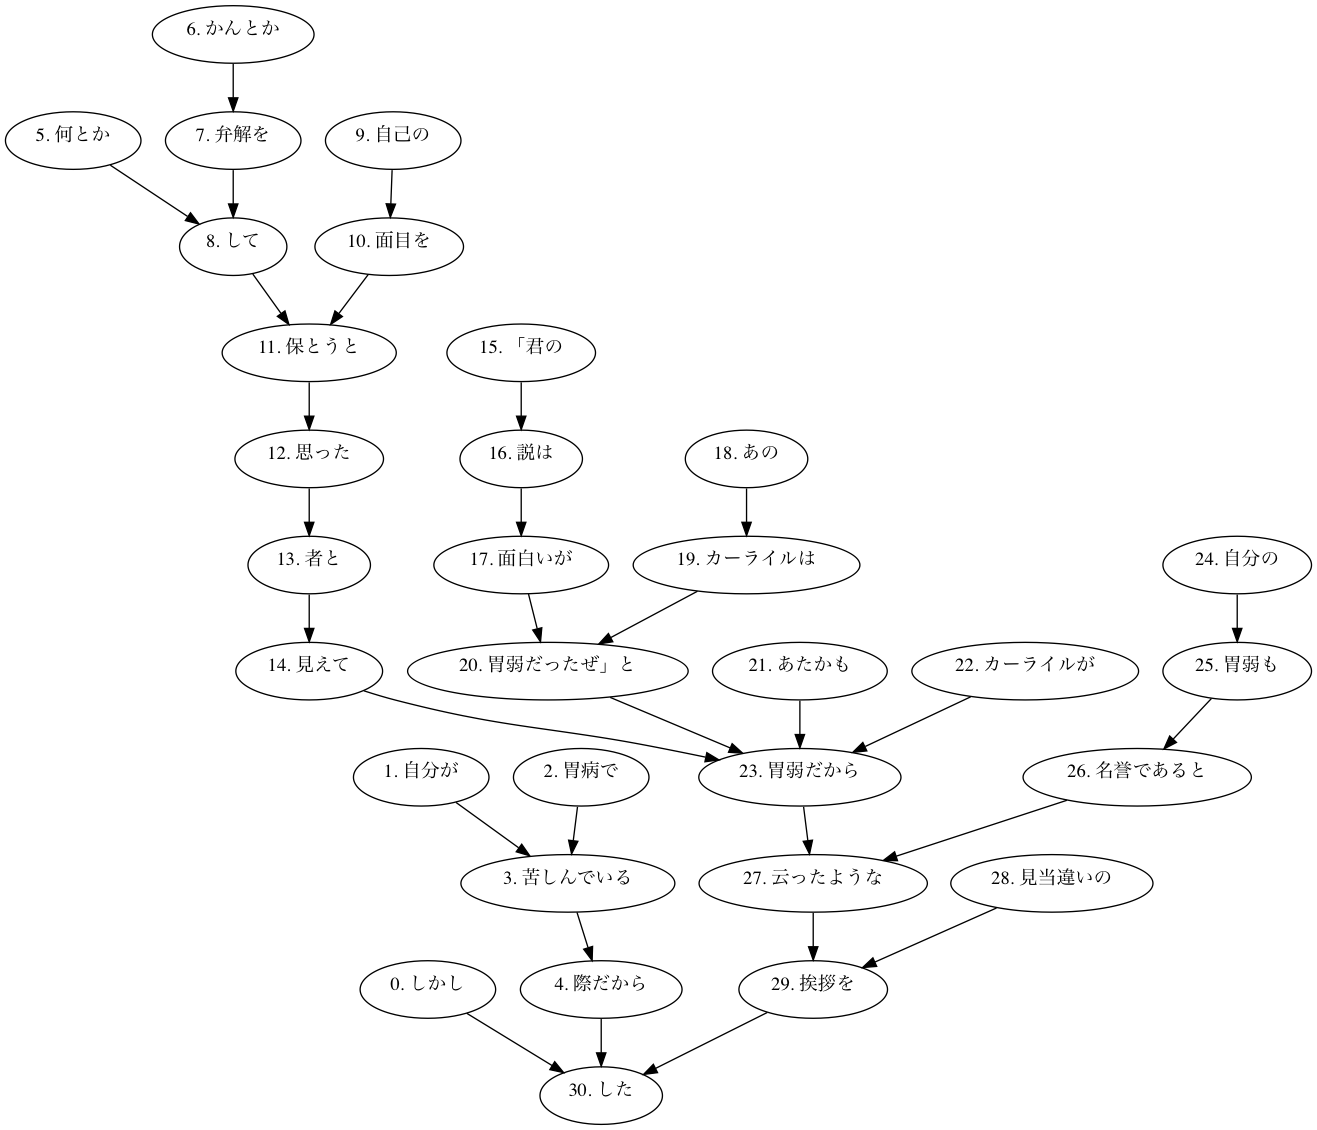 6. かんとか
5. 何とか
7. 弁解を
9. 自己の
8. して
10. 面目を
11. 保とうと
15. 「君の
12. 思った
16. 説は
18. あの
13. 者と
17. 面白いが
19. カーライルは
24. 自分の
14. 見えて
20. 胃弱だったぜ」と
21. あたかも
22. カーライルが
25. 胃弱も
1. 自分が
2. 胃病で
23. 胃弱だから
26. 名誉であると
3. 苦しんでいる
27. 云ったような
28. 見当違いの
0. しかし
4. 際だから
29. 挨拶を
30. した